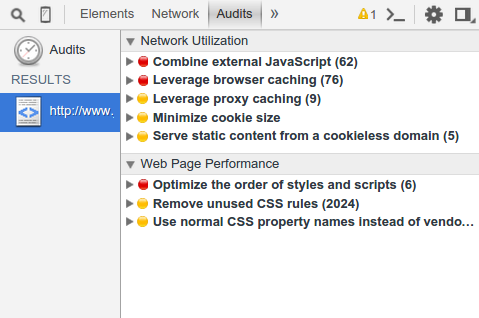 Elements Network Audits » 1
Audits
RESULTS
http://www.
Network Utilization
Combine external JavaScript (62)
Leverage browser caching (76)
Leverage proxy caching (9)
Minimize cookie size
Serve static content from a cookieless domain (5)
Web Page Performance
Optimize the order of styles and scripts (6)
Remove unused CSS rules (2024)
Use normal CSS property names instead of vendo...